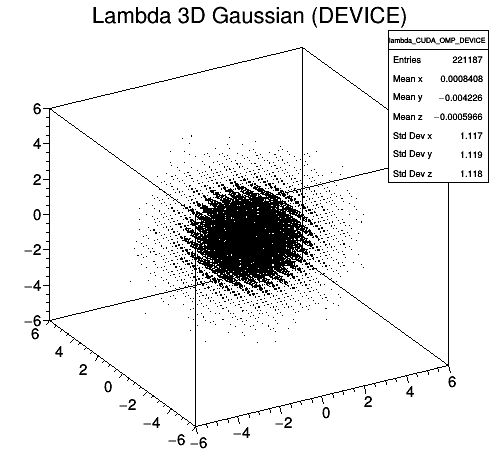 Lambda 3D Gaussian (DEVICE)
lambda_CUDA_OMP_DEVICE
Entries 221187
Mean x 0.0008408
Mean y −0.004226
Mean z −0.0005966
Std Dev x 1.117
Std Dev y 1.119
Std Dev z 1.118
6
4
2
0
−2
−4
−6
6
4
2
0
−2
−4
−6
−6
−4
−2
0
2
4
6